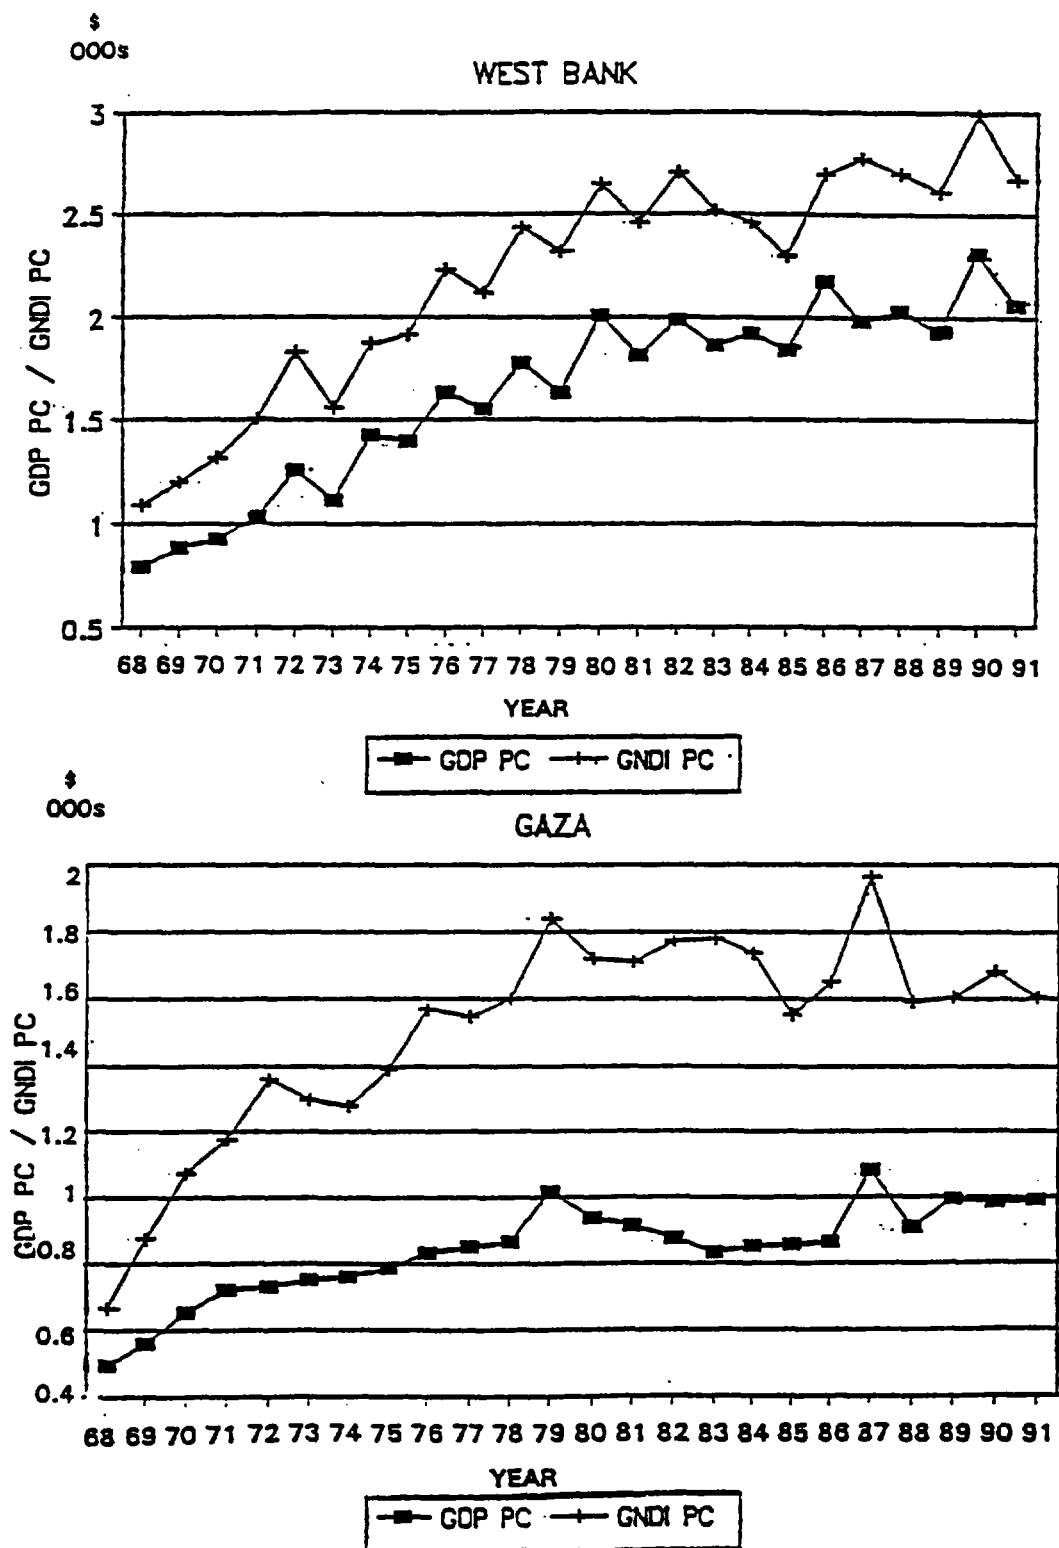 $
000s
WEST BANK
GDP PC / GNDI PC
3
2.5
2
1.5
1
0.5
68 69 70 71 72 73 74 75 76 77 78 79 80 81 82 83 84 85 86 87 88 89 90 91
YEAR
GDP PC GNDI PC
$
000s
GAZA
GDP PC / GNDI PC
2
1.8
1.6
1.4
1.2
1
0.8
0.6
0.4
68 69 70 71 72 73 74 75 76 77 78 79 80 81 82 83 84 85 86 87 88 89 90 91
YEAR
GDP PC GNDI PC